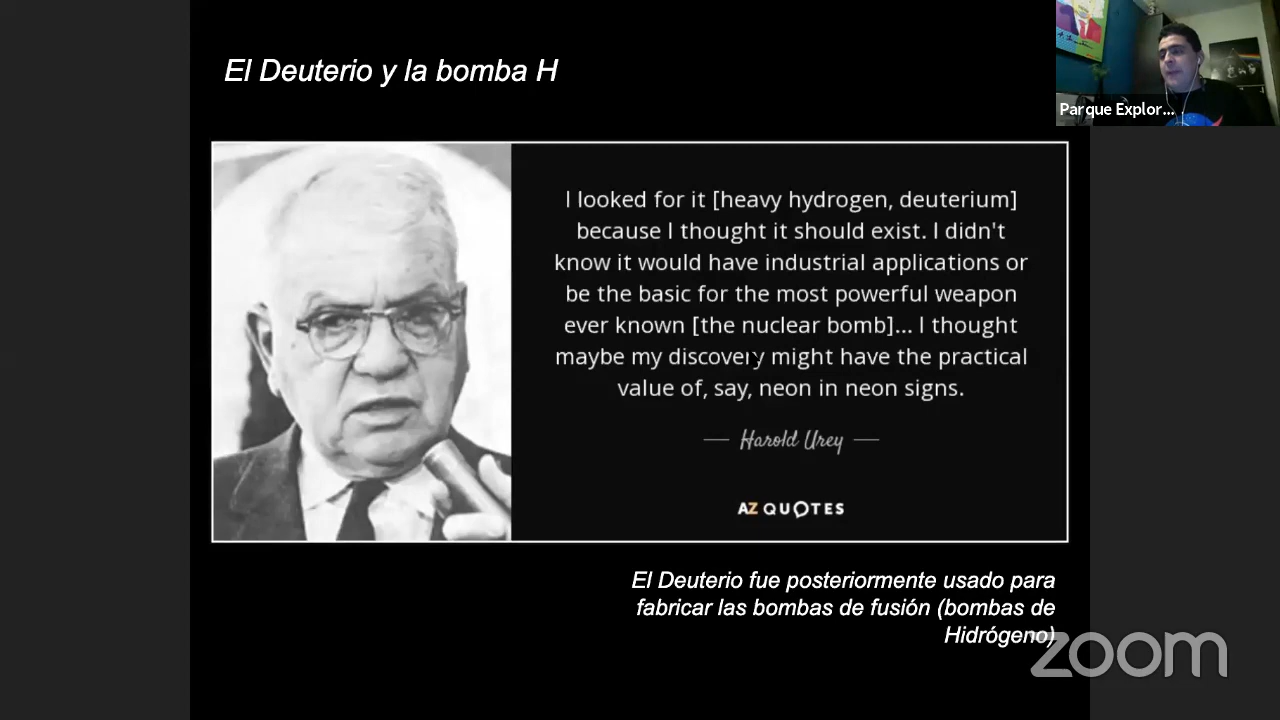 El Deuterio y la bomba H
Parque Explor...
I looked for it [heavy hydrogen, deuterium]
because I thought it should exist. I didn't
know it would have industrial applications or
be the basic for the most powerful weapon
ever known [the nuclear bomb]... I thought
maybe my discovery might have the practical
value of, say, neon in neon signs.
Harold Urey
AZ QUOTES
El Deuterio fue posteriormente usado para
fabricar las bombas de fusión (bombas de
Hidrógeno)
zoom